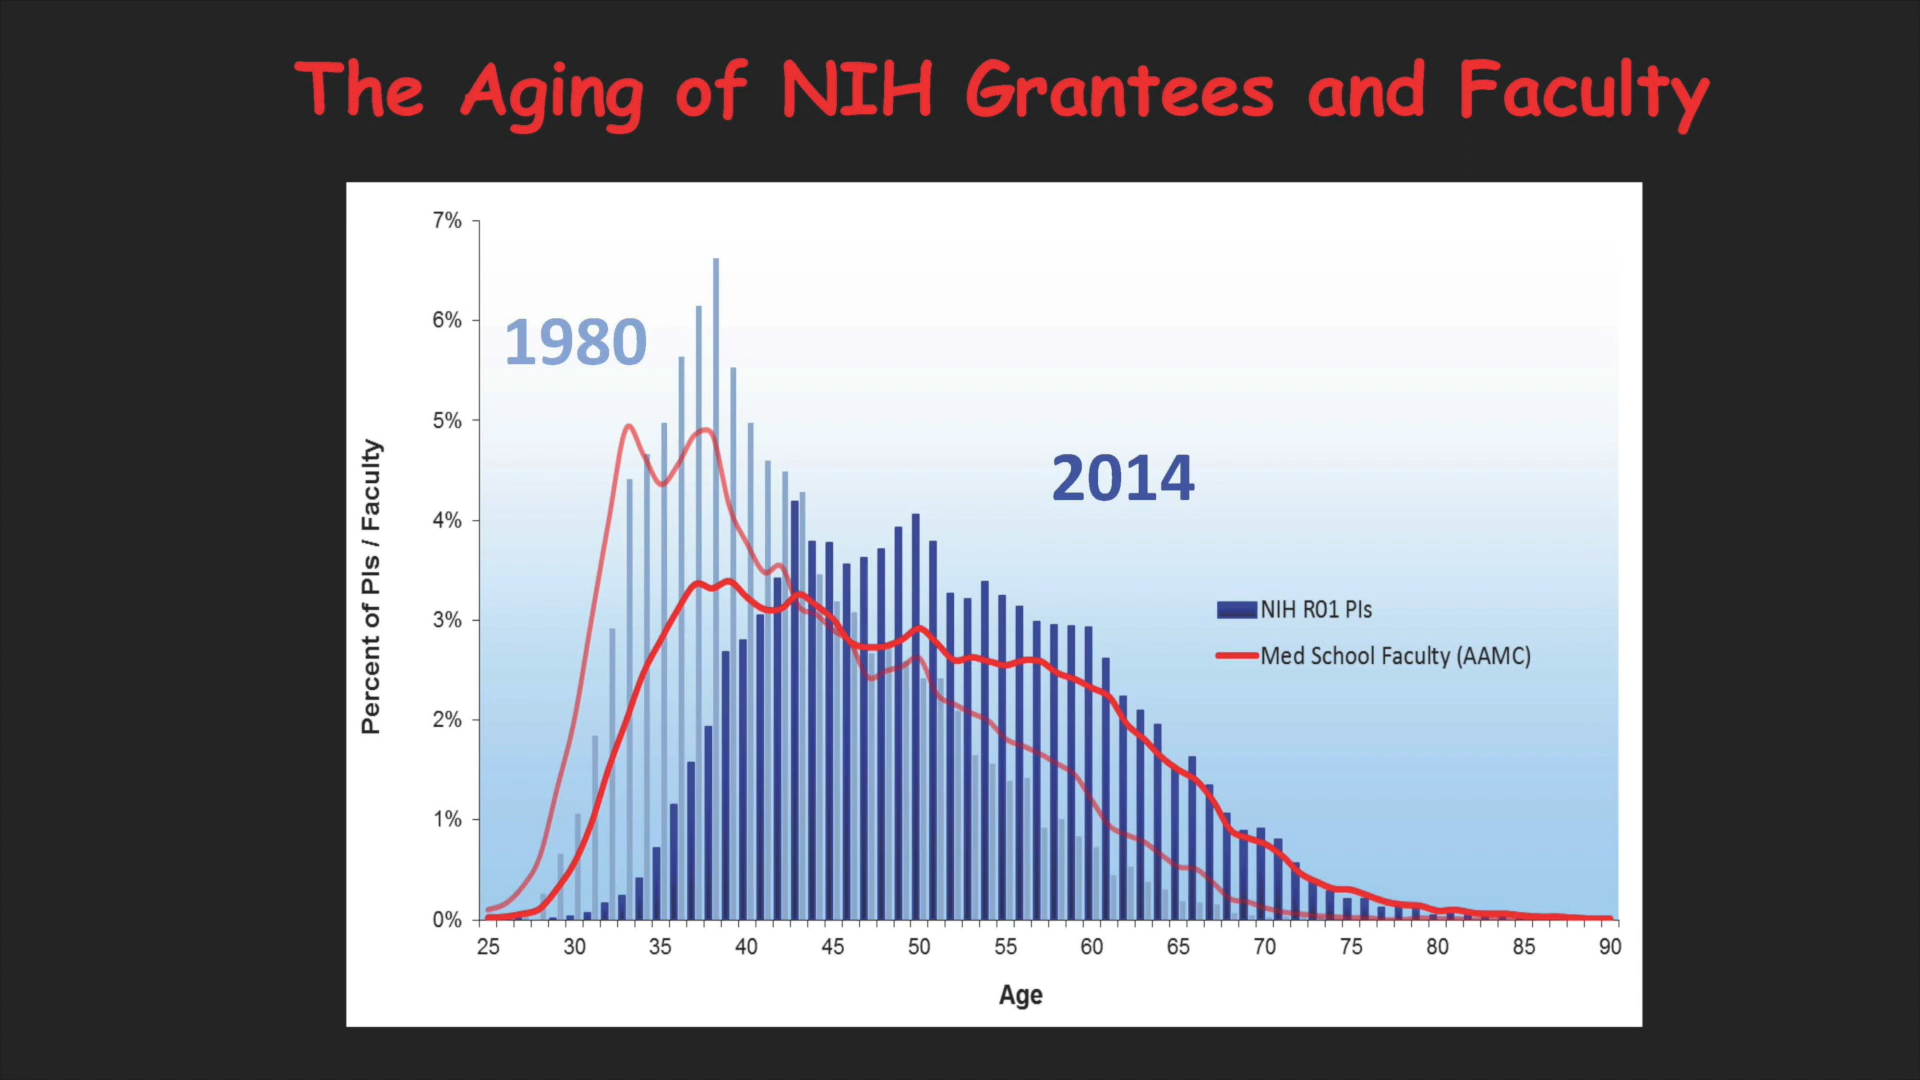 The Aging of NIH Grantees and Faculty
7%
6%
5%
4%
3%
2%
1%
0%
Percent of PIs / Faculty
1980
2014
NIH R01 PIs
Med School Faculty (AAMC)
25 30 35 40 45 50 55 60 65 70 75 80 85 90
Age